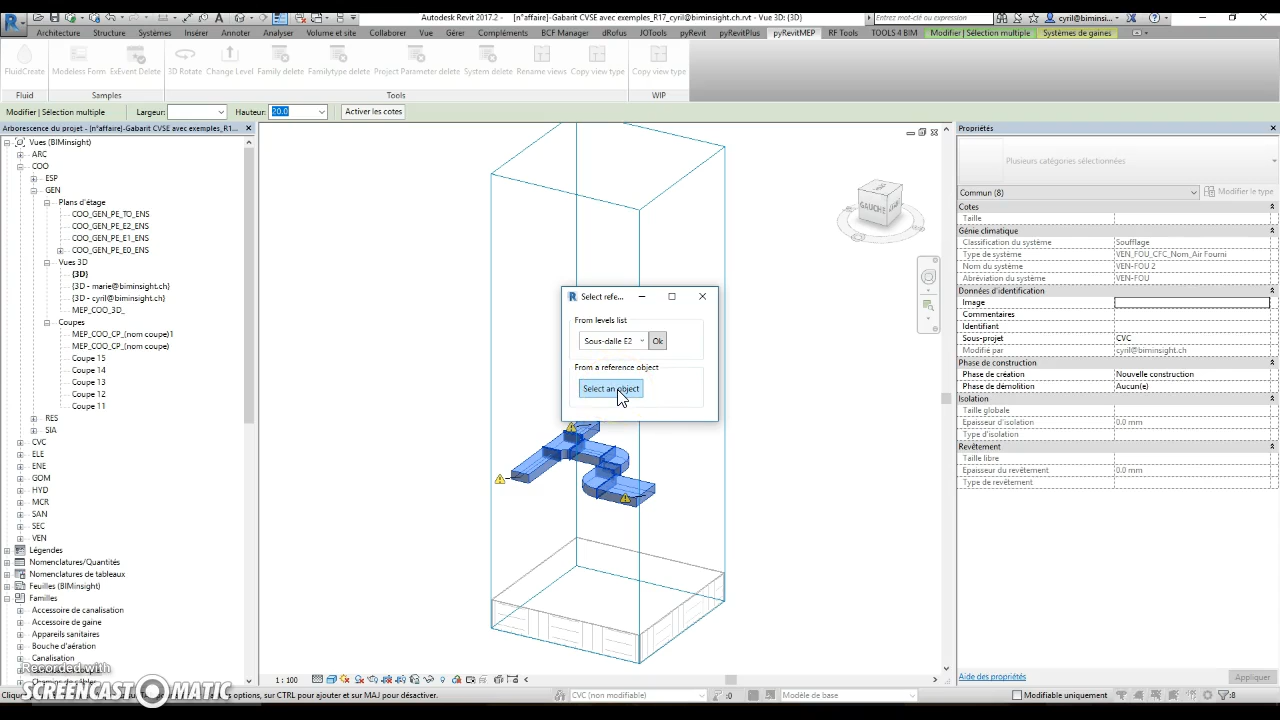 Autodesk Revit 2017.2 - [n°affaire]-Gabarit CVSE avec exemples_R17_cyril@biminsight.ch.rvt - Vue 3D: {3D}
Entrez mot-clé ou expression
cyril@bimins...
Architecture Structure Systèmes Insérer Annoter Analyser Volume et site Collaborer Vue Gérer Compléments BCF Manager dRofus JOTools pyRevit pyRevitPlus pyRevitMEP RF Tools TOOLS 4 BIM Modifier | Sélection multiple Systèmes de gaines
FluidCreate Modeless Form ExEvent Delete 3D Rotate Change Level Family delete Familytype delete Project Parameter delete System delete Rename views Copy view type Copy view type
Fluid Samples Tools WIP
Modifier | Sélection multiple Largeur: Hauteur: 20.0 Activer les cotes
Arborescence du projet - [n°affaire]-Gabarit CVSE avec exemples_R1...
Vues (BIMinsight)
ARC
COO
ESP
GEN
Plans d'étage
COO_GEN_PE_TO_ENS
COO_GEN_PE_E2_ENS
COO_GEN_PE_E1_ENS
COO_GEN_PE_E0_ENS
Vues 3D
{3D}
{3D - marie@biminsight.ch}
{3D - cyril@biminsight.ch}
MEP_COO_3D_
Coupes
MEP_COO_CP_(nom coupe)1
MEP_COO_CP_(nom coupe)
Coupe 15
Coupe 14
Coupe 13
Coupe 12
Coupe 11
RES
SIA
CVC
ELE
ENE
GOM
HYD
MCR
SAN
SEC
VEN
Légendes
Nomenclatures/Quantités
Nomenclatures de tableaux
Feuilles (BIMinsight)
Familles
Accessoire de canalisation
Accessoire de gaine
Appareils sanitaires
Bouche d'aération
Canalisation
Recorded with
SCREENCAST MATIC
GAUCHE
Select refe...
From levels list
Sous-dalle E2 Ok
From a reference object
Select an object
Propriétés
Plusieurs catégories sélectionnées
Commun (8) Modifier le type
Cotes
Taille
Génie climatique
Classification du système Soufflage
Type de système VEN_FOU_CFC_Nom_Air Fourni
Nom du système VEN-FOU 2
Abréviation du système VEN-FOU
Données d'identification
Image
Commentaires
Identifiant
Sous-projet CVC
Modifié par cyril@biminsight.ch
Phase de construction
Phase de création Nouvelle construction
Phase de démolition Aucun(e)
Isolation
Taille globale
Epaisseur d'isolation 0.0 mm
Type d'isolation
Revêtement
Taille libre
Epaisseur du revêtement 0.0 mm
Type de revêtement
Aide des propriétés Appliquer
1 : 100
Cliquez
options, sur CTRL pour ajouter et sur MAJ pour désactiver.
CVC (non modifiable) :0 Modèle de base Modifiable uniquement :8